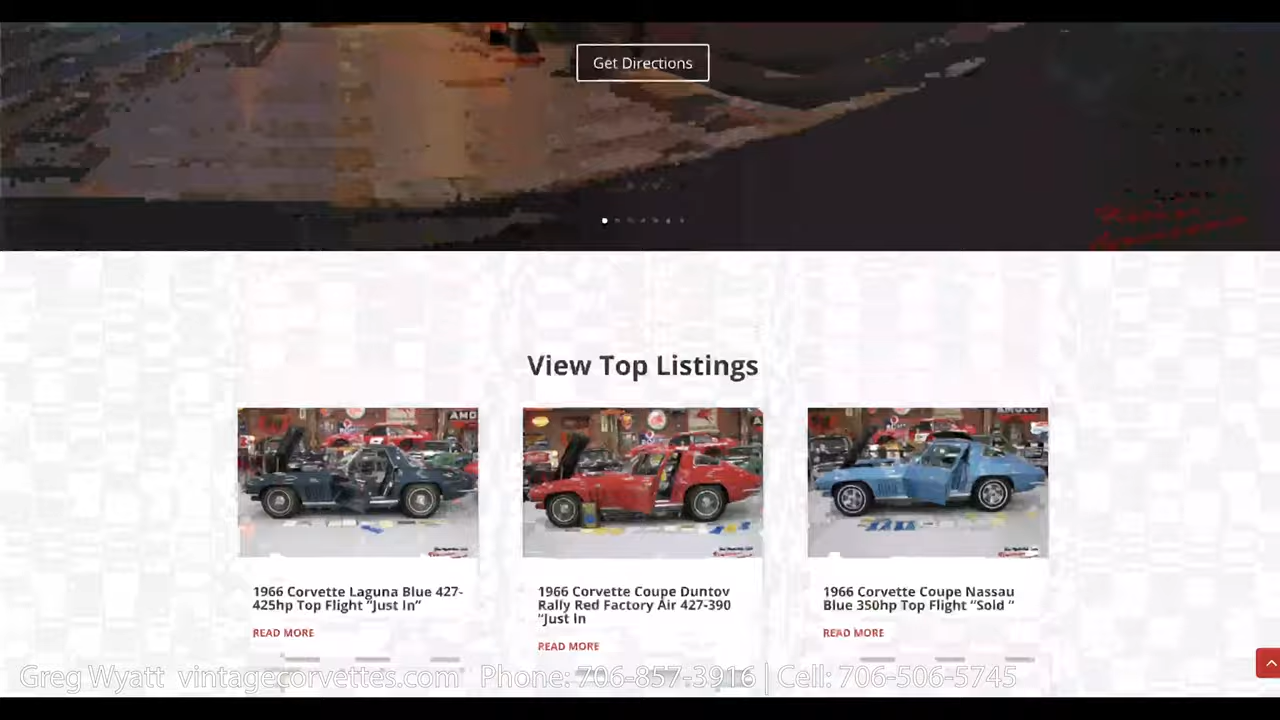 Get Directions
View Top Listings
AMOCO
1966 Corvette Laguna Blue 427-
425hp Top Flight “Just In”
READ MORE
1966 Corvette Coupe Duntov
Rally Red Factory Air 427-390
“Just In
READ MORE
1966 Corvette Coupe Nassau
Blue 350hp Top Flight “Sold “
READ MORE
Greg Wyatt vintagecorvettes.com Phone: 706-857-3916 | Cell: 706-506-5745